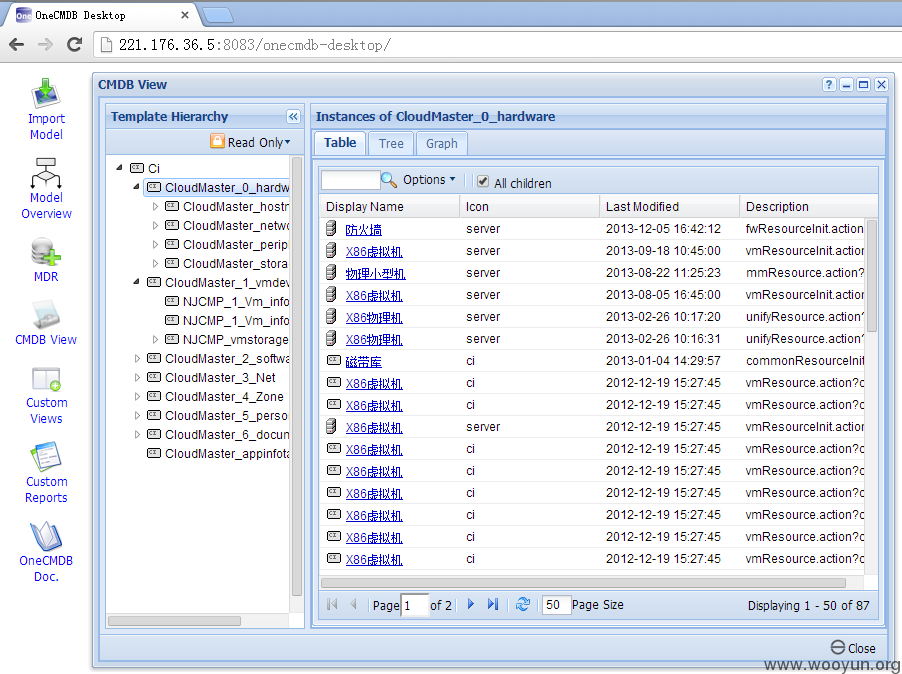 OneCMDB Desktop
221.176.36.5:8083/onecmdb-desktop/
Import
Model
Model
Overview
MDR
CMDB View
Custom
Views
Custom
Reports
OneCMDB
Doc.
CMDB View
Template Hierarchy
Read Only
Ci
CloudMaster_0_hardw
CloudMaster_hostn
CloudMaster_netwo
CloudMaster_periph
CloudMaster_stora
CloudMaster_1_vmdev
NJCMP_1_Vm_info
NJCMP_1_Vm_info
NJCMP_vmstorage
CloudMaster_2_softwa
CloudMaster_3_Net
CloudMaster_4_Zone
CloudMaster_5_perso
CloudMaster_6_docum
CloudMaster_appinfota
Instances of CloudMaster_0_hardware
Table Tree Graph
Options All children
Display Name Icon Last Modified Description
防火墙 server 2013-12-05 16:42:12 fwResourceInit.action
X86虚拟机 server 2013-09-18 10:45:00 vmResourceInit.action
物理小型机 server 2013-08-22 11:25:23 mmResource.action?
X86虚拟机 server 2013-08-05 16:45:00 vmResourceInit.action
X86物理机 server 2013-02-26 10:17:20 unifyResource.action?
X86物理机 server 2013-02-26 10:16:31 unifyResource.action?
磁带库 ci 2013-01-04 14:29:57 commonResourceInit
X86虚拟机 ci 2012-12-19 15:27:45 vmResource.action?c
X86虚拟机 ci 2012-12-19 15:27:45 vmResource.action?c
X86虚拟机 server 2012-12-19 15:27:45 vmResourceInit.action
X86虚拟机 ci 2012-12-19 15:27:45 vmResource.action?c
X86虚拟机 ci 2012-12-19 15:27:45 vmResource.action?c
X86虚拟机 ci 2012-12-19 15:27:45 vmResource.action?c
X86虚拟机 ci 2012-12-19 15:27:45 vmResource.action?c
X86虚拟机 ci 2012-12-19 15:27:45 vmResource.action?c
X86虚拟机 ci 2012-12-19 15:27:45 vmResource.action?c
Page 1 of 2 50 Page Size Displaying 1 - 50 of 87
Close
www.wooyun.org